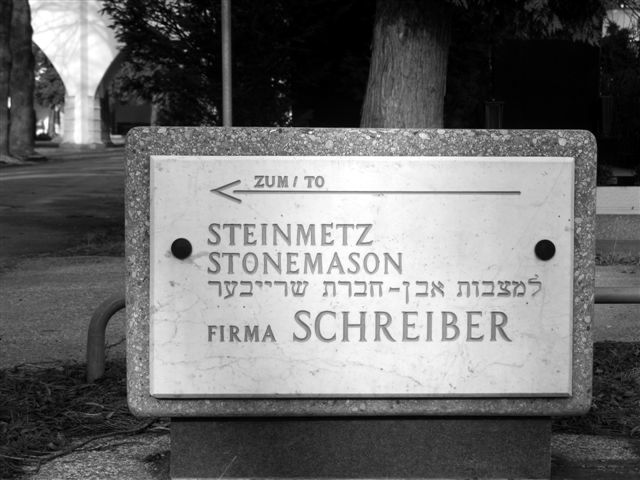 ZUM / TO
STEINMETZ
STONEMASON
למצבות אבן-חברת שרייבער
FIRMA SCHREIBER